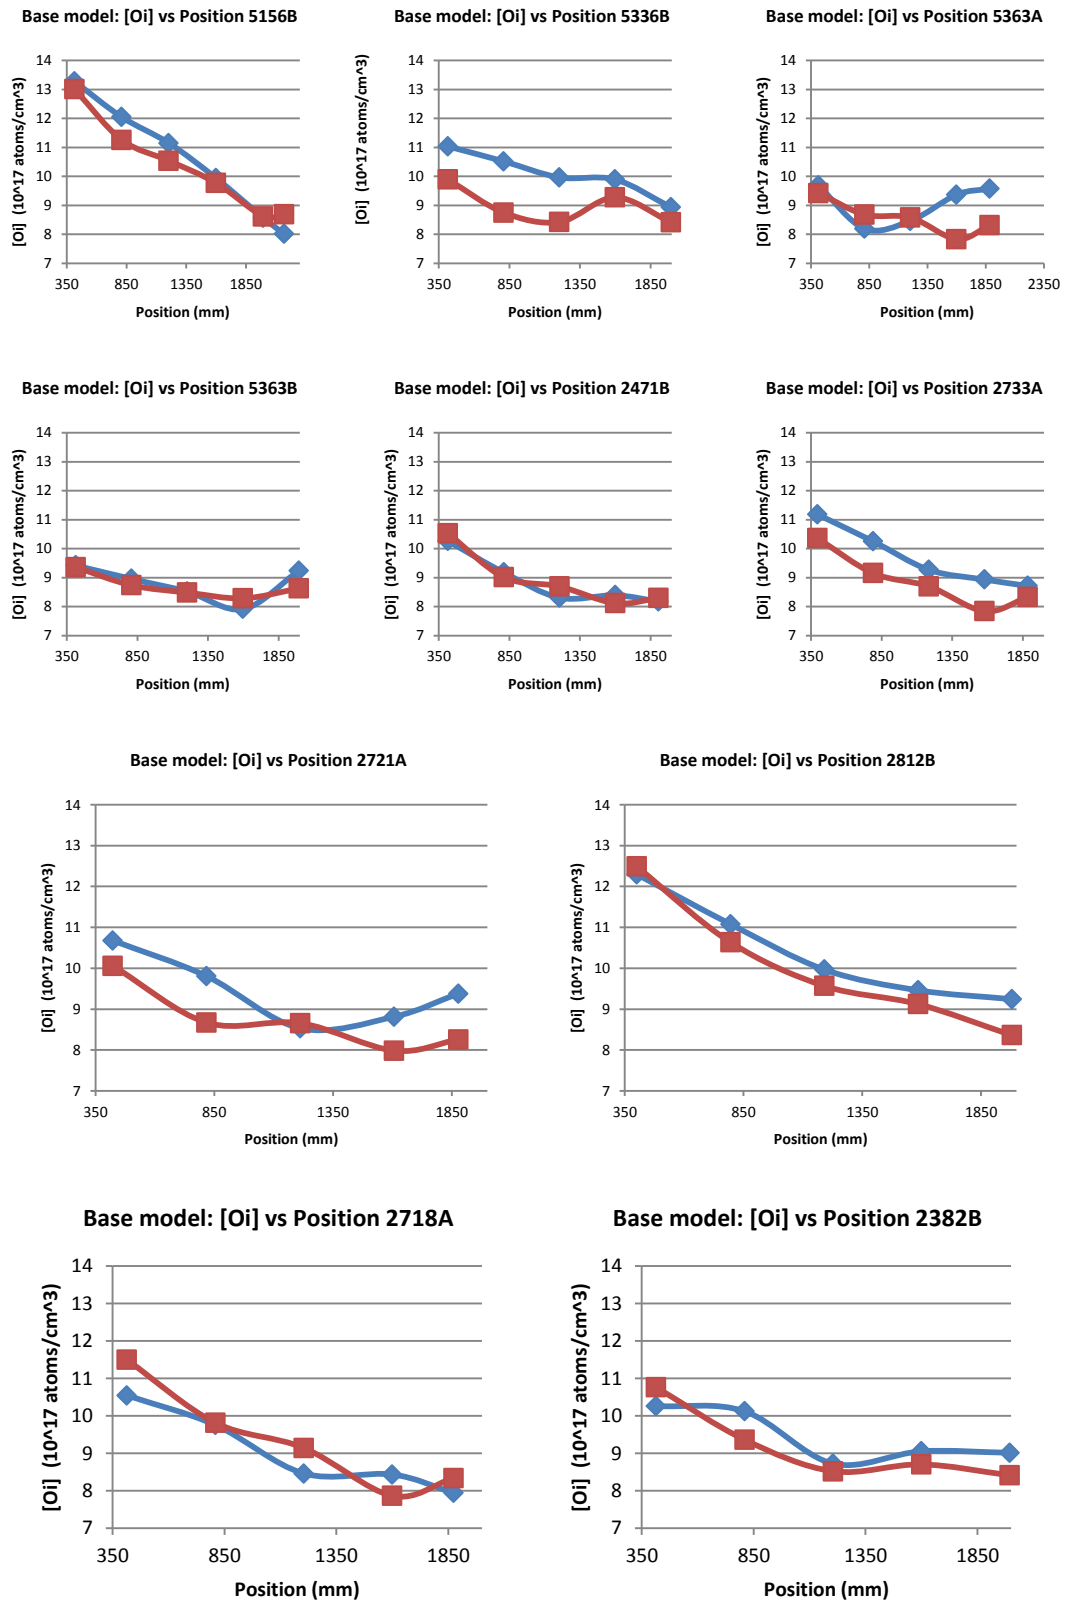 Base model: [Oi] vs Position 5156B
[Oi] (10^17 atoms/cm^3)
14
13
12
11
10
9
8
7
350 850 1350 1850
Position (mm)
Base model: [Oi] vs Position 5336B
[Oi] (10^17 atoms/cm^3)
14
13
12
11
10
9
8
7
350 850 1350 1850
Position (mm)
Base model: [Oi] vs Position 5363A
[Oi] (10^17 atoms/cm^3)
14
13
12
11
10
9
8
7
350 850 1350 1850 2350
Position (mm)
Base model: [Oi] vs Position 5363B
[Oi] (10^17 atoms/cm^3)
14
13
12
11
10
9
8
7
350 850 1350 1850
Position (mm)
Base model: [Oi] vs Position 2471B
[Oi] (10^17 atoms/cm^3)
14
13
12
11
10
9
8
7
350 850 1350 1850
Position (mm)
Base model: [Oi] vs Position 2733A
[Oi] (10^17 atoms/cm^3)
14
13
12
11
10
9
8
7
350 850 1350 1850
Position (mm)
Base model: [Oi] vs Position 2721A
[Oi] (10^17 atoms/cm^3)
14
13
12
11
10
9
8
7
350 850 1350 1850
Position (mm)
Base model: [Oi] vs Position 2812B
[Oi] (10^17 atoms/cm^3)
14
13
12
11
10
9
8
7
350 850 1350 1850
Position (mm)
Base model: [Oi] vs Position 2718A
[Oi] (10^17 atoms/cm^3)
14
13
12
11
10
9
8
7
350 850 1350 1850
Position (mm)
Base model: [Oi] vs Position 2382B
[Oi] (10^17 atoms/cm^3)
14
13
12
11
10
9
8
7
350 850 1350 1850
Position (mm)